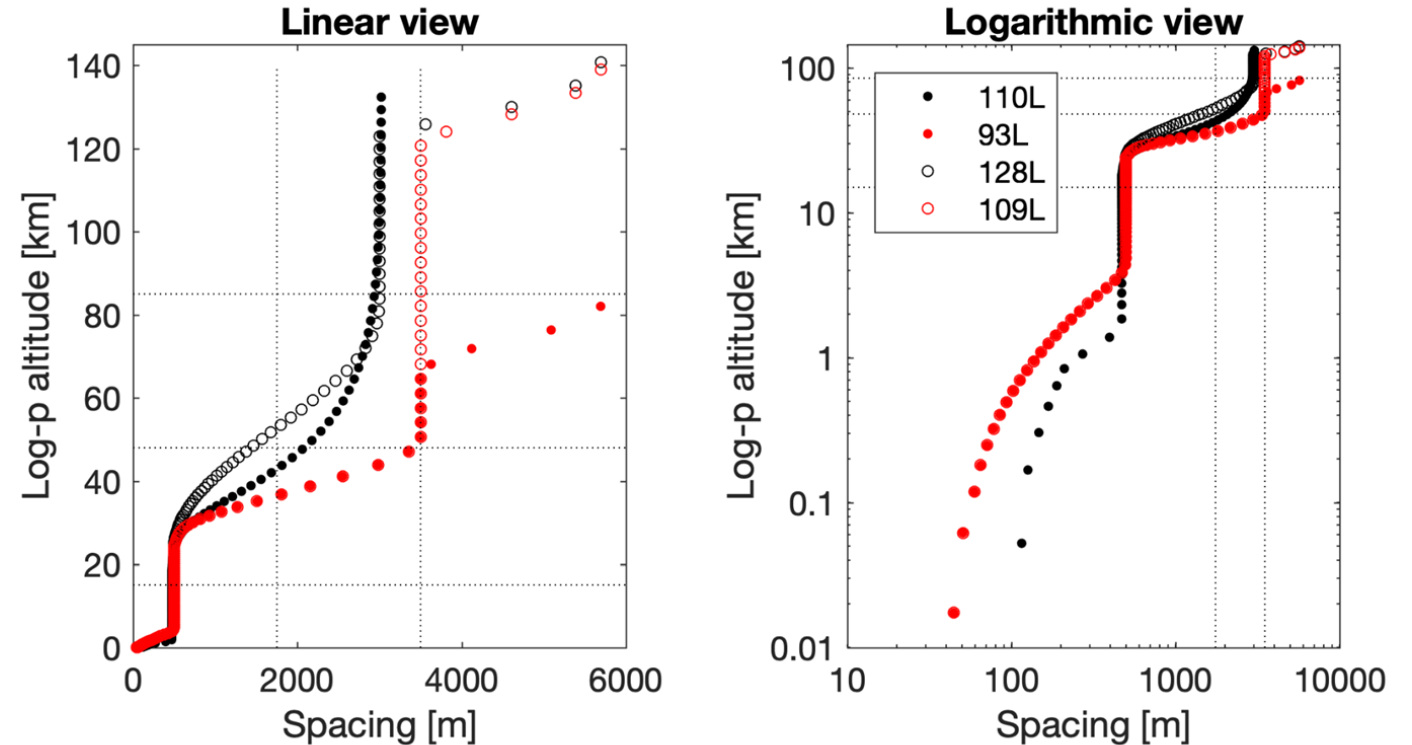 Linear view
140
120
100
80
60
40
20
0
0 2000 4000 6000
Spacing [m]
Log-p altitude [km]
Logarithmic view
100
10
1
0.1
0.01
10 100 1000 10000
Spacing [m]
Log-p altitude [km]
110L
93L
128L
109L